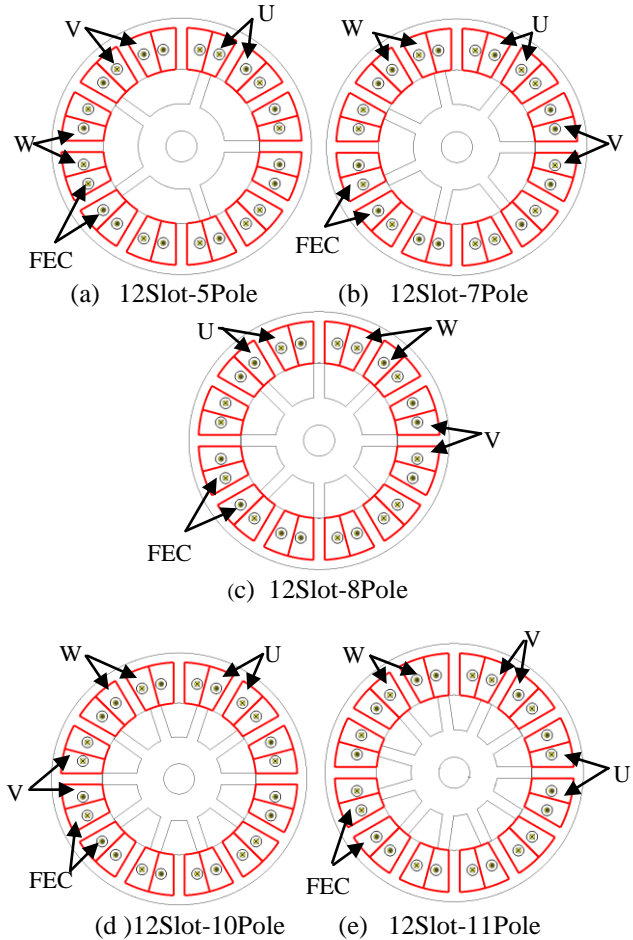 V
U
W
FEC
(a) 12Slot-5Pole
W
U
V
FEC
(b) 12Slot-7Pole
U
W
V
FEC
(c) 12Slot-8Pole
W
U
V
FEC
(d )12Slot-10Pole
V
W
U
FEC
(e) 12Slot-11Pole